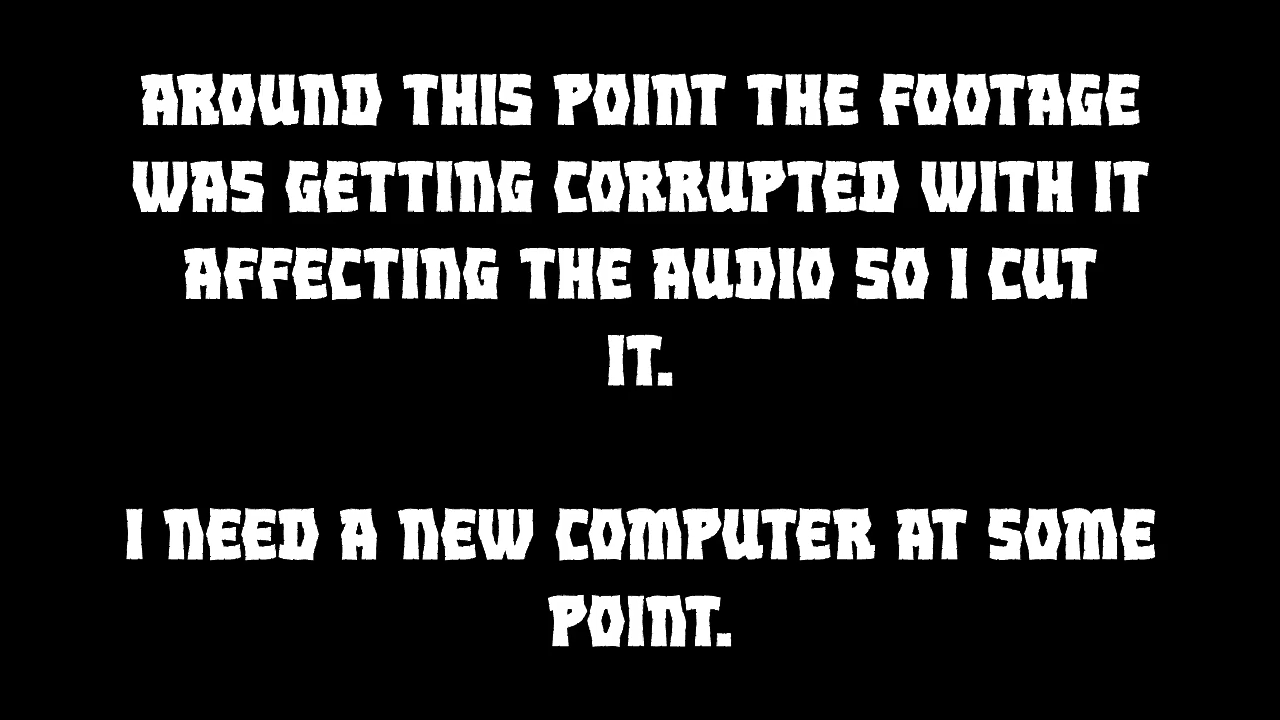 AROUND THIS POINT THE FOOTAGE
WAS GETTING CORRUPTED WITH IT
AFFECTING THE AUDIO SO I CUT
IT.
I NEED A NEW COMPUTER AT SOME
POINT.